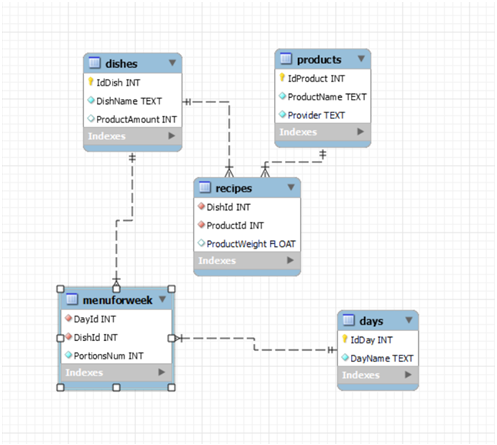 dishes
IdDish INT
DishName TEXT
ProductAmount INT
Indexes
products
IdProduct INT
ProductName TEXT
Provider TEXT
Indexes
recipes
DishId INT
ProductId INT
ProductWeight FLOAT
Indexes
menuforweek
DayId INT
DishId INT
PortionsNum INT
Indexes
days
IdDay INT
DayName TEXT
Indexes